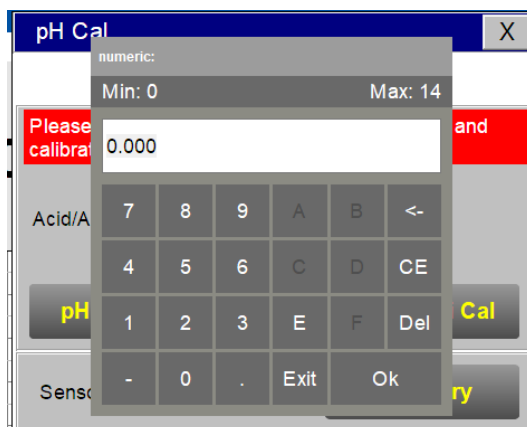 pH Cal
X
numeric:
Min: 0 Max: 14
Please and
calibrat
0.000
Acid/A
7 8 9 A B <-
4 5 6 C D CE
pH Cal
1 2 3 E F Del
- 0 . Exit Ok
Senso ry